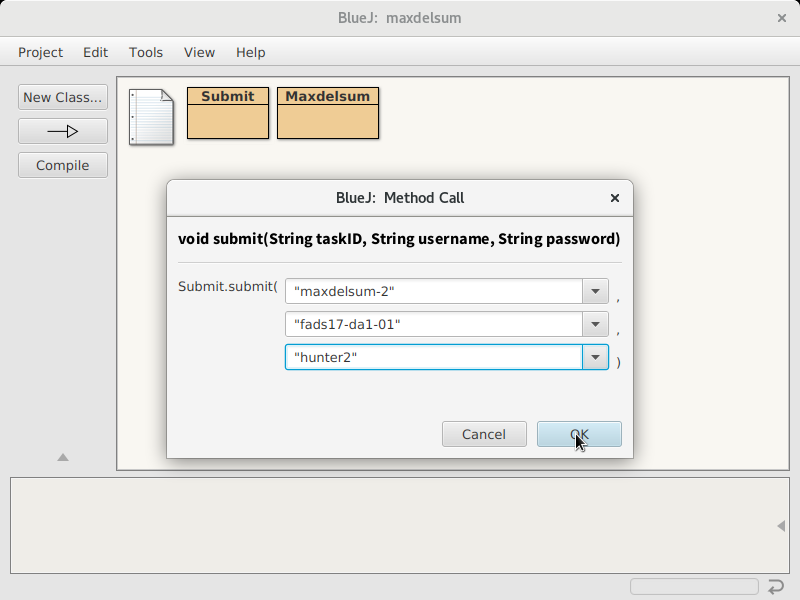 BlueJ: maxdelsum
Project Edit Tools View Help
New Class...
Compile
Submit
Maxdelsum
BlueJ: Method Call
void submit(String taskID, String username, String password)
Submit.submit(
"maxdelsum-2" ,
"fads17-da1-01" ,
"hunter2" )
Cancel
OK